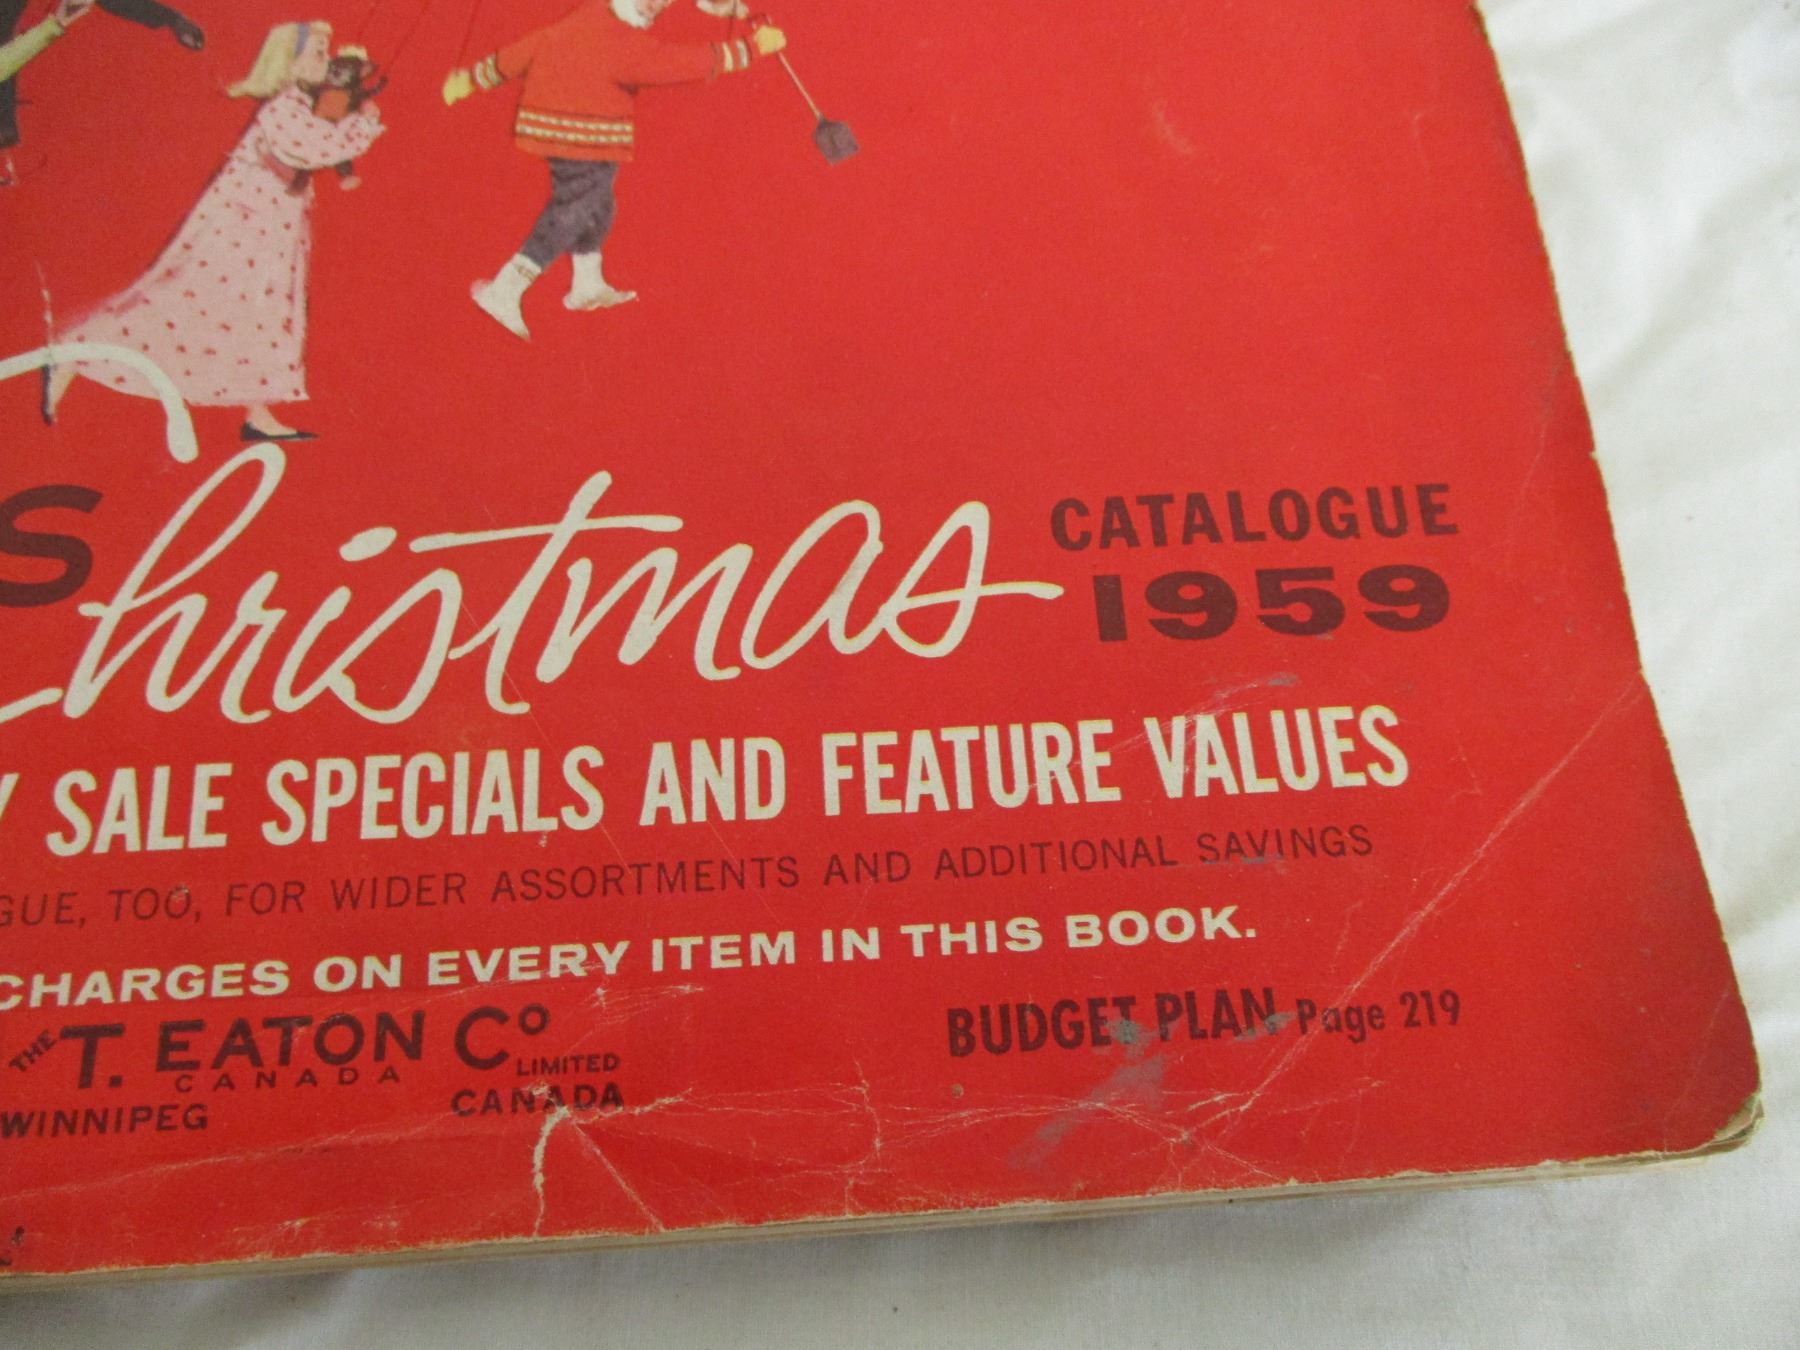 Christmas CATALOGUE
1959
SALE SPECIALS AND FEATURE VALUES
TOO, FOR WIDER ASSORTMENTS AND ADDITIONAL SAVINGS
CHARGES ON EVERY ITEM IN THIS BOOK.
THE T. EATON Co LIMITED
CANADA
WINNIPEG CANADA
BUDGET PLAN Page 219